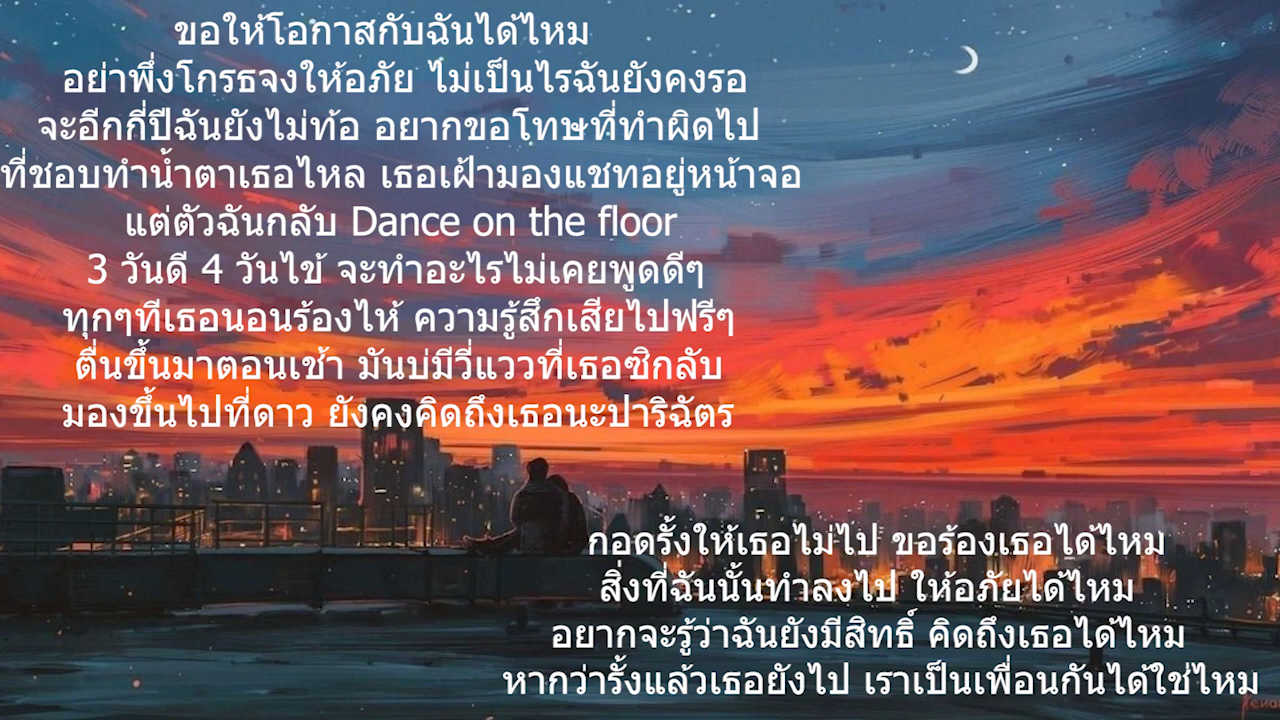 ขอให้โอกาสกับฉันได้ไหม
อย่าพึ่งโกรธจงให้อภัย ไม่เป็นไรฉันยังคงรอ
จะอีกกี่ปีฉันยังไม่ท้อ อยากขอโทษที่ทำผิดไป
ที่ชอบทำน้ำตาเธอไหล เธอเฝ้ามองแชทอยู่หน้าจอ
แต่ตัวฉันกลับ Dance on the floor
3 วันดี 4 วันไข้ จะทำอะไรไม่เคยพูดดีๆ
ทุกๆทีเธอนอนร้องไห้ ความรู้สึกเสียไปฟรีๆ
ตื่นขึ้นมาตอนเช้า มันบ่มีวี่แววที่เธอซิกลับ
มองขึ้นไปที่ดาว ยังคงคิดถึงเธอนะปาริฉัตร
กอดรั้งให้เธอไม่ไป ขอร้องเธอได้ไหม
สิ่งที่ฉันนั้นทำลงไป ให้อภัยได้ไหม
อยากจะรู้ว่าฉันยังมีสิทธิ์ คิดถึงเธอได้ไหม
หากว่ารั้งแล้วเธอยังไป เราเป็นเพื่อนกันได้ใช่ไหม